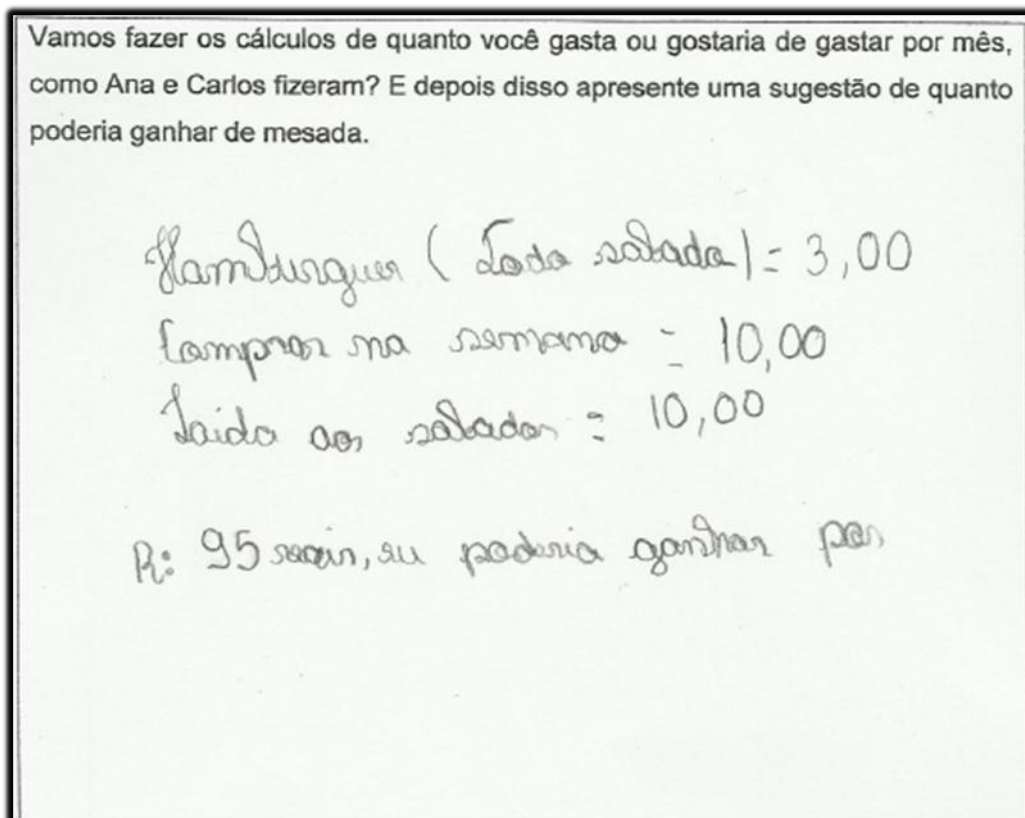 Vamos fazer os cálculos de quanto você gasta ou gostaria de gastar por mês,
como Ana e Carlos fizeram? E depois disso apresente uma sugestão de quanto
poderia ganhar de mesada.
Hamburguer (Todo sabado) = 3,00
Compras na semana = 10,00
Saida aos sabados = 10,00
R: 95 reais, eu poderia ganhar por